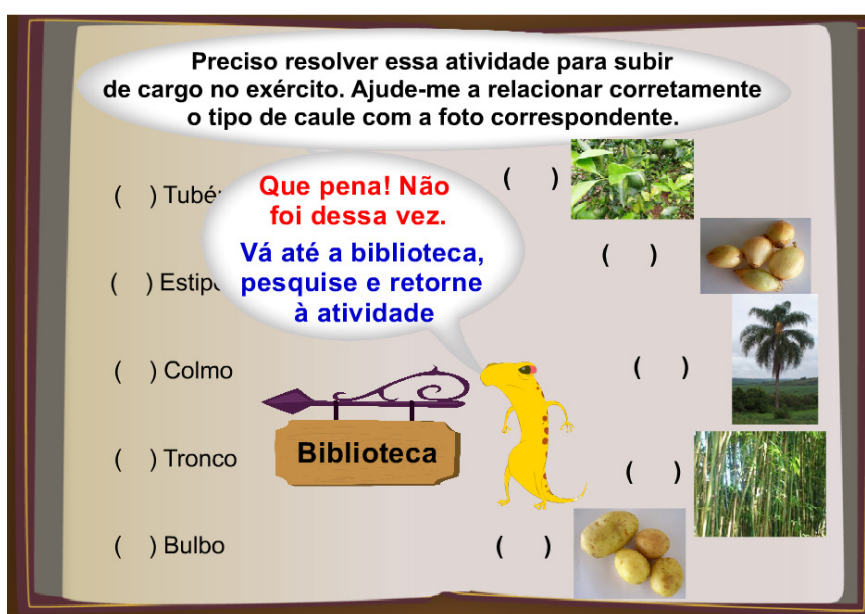 Preciso resolver essa atividade para subir
de cargo no exército. Ajude-me a relacionar corretamente
o tipo de caule com a foto correspondente.
( )
( )
Que pena! Não
foi dessa vez.
Vá até a biblioteca,
pesquise e retorne
à atividade
( )
( )
( ) Colmo
( )
Biblioteca
( ) Tronco
( )
( ) Bulbo
( )